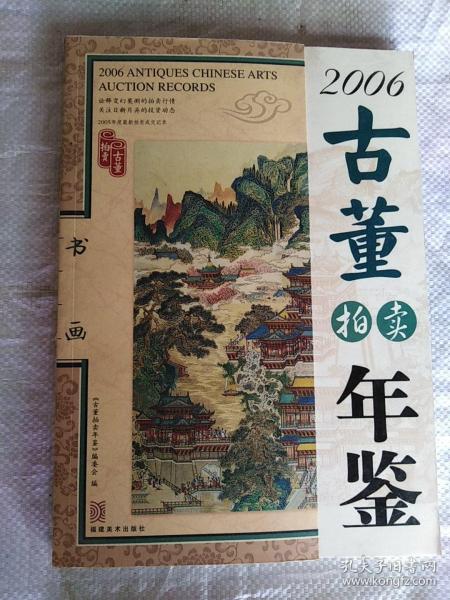 2006 ANTIQUES CHINESE ARTS
AUCTION RECORDS
诠释变幻莫测的拍卖行情
关注日新月异的投资动态
2005年度最新拍卖成交记录
古董
拍卖
书画
《古董拍卖年鉴》编委会 编
福建美术出版社
2006
古董
拍卖
年鉴
孔夫子旧书网
www.kongfz.com